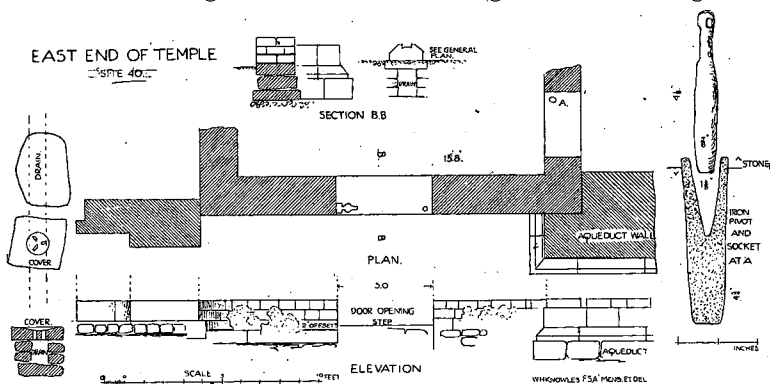 EAST END OF TEMPLE
SITE 40.
SEE GENERAL
PLAN.
DRAIN
SECTION B.B
A.
DRAIN.
B
13.8.
STONE
IRON
PIVOT
AND
SOCKET
AT A
AQUEDUCT WALL
COVER
B
PLAN.
5.0
COVER.
DOOR OPENING
STEP
2" OFFSET
DRAIN
AQUEDUCT
INCHES
SCALE
10 FEET
ELEVATION
W.H.KNOWLES F.S.A. MENS. ET DEL